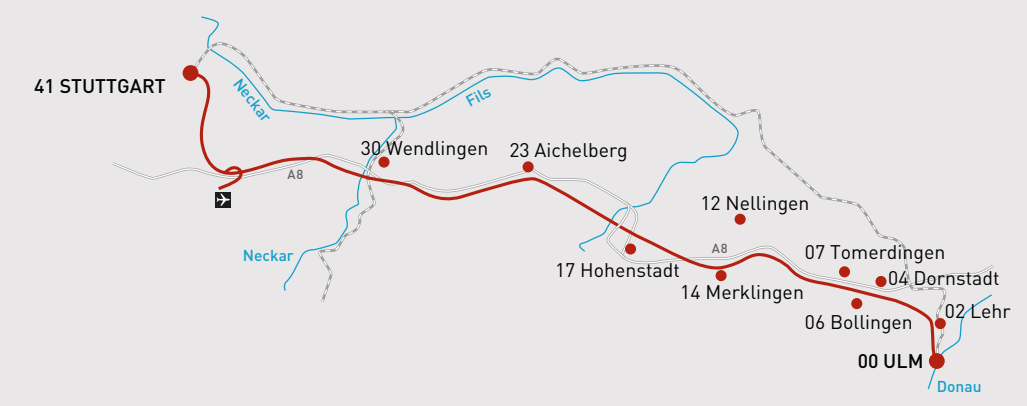 41 STUTTGART
Neckar
Fils
30 Wendlingen
23 Aichelberg
A8
12 Nellingen
Neckar
A8
07 Tomerdingen
17 Hohenstadt
04 Dornstadt
14 Merklingen
02 Lehr
06 Bollingen
00 ULM
Donau